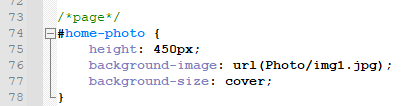 72
73 /*page*/
74 #home-photo {
75 height: 450px;
76 background-image: url(Photo/img1.jpg);
77 background-size: cover;
78 }